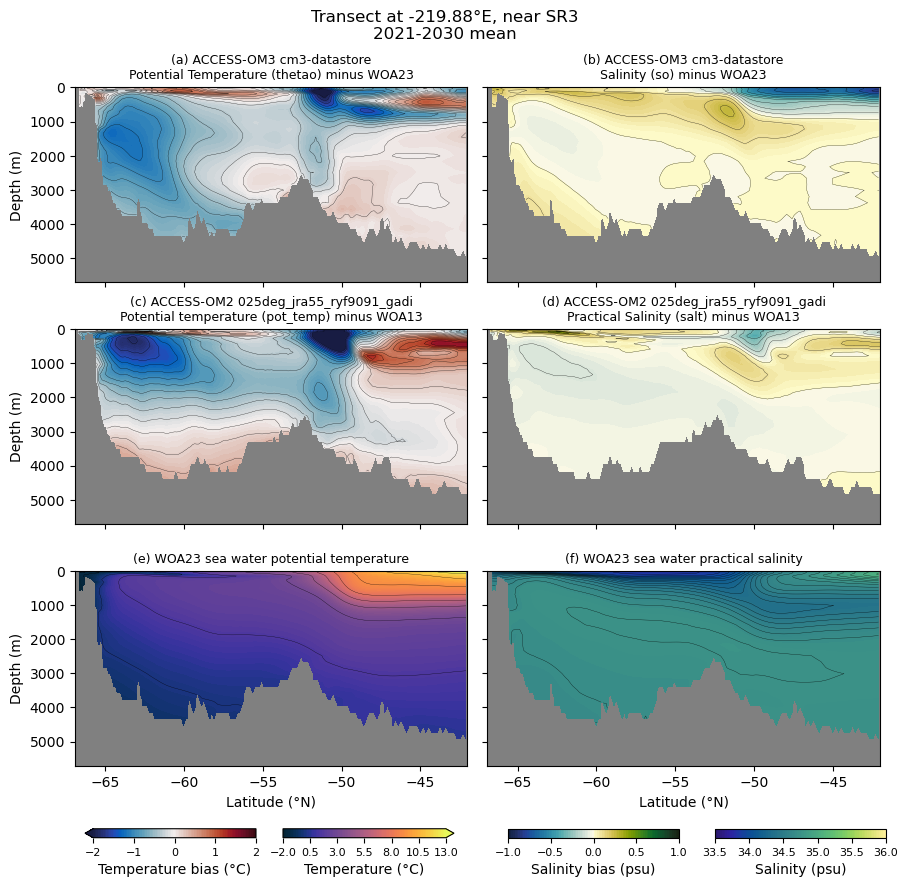 Transect at -219.88°E, near SR3
2021-2030 mean
(a) ACCESS-OM3 cm3-datastore
Potential Temperature (thetao) minus WOA23
(b) ACCESS-OM3 cm3-datastore
Salinity (so) minus WOA23
0
1000
2000
3000
4000
5000
Depth (m)
(c) ACCESS-OM2 025deg_jra55_ryf9091_gadi
Potential temperature (pot_temp) minus WOA13
(d) ACCESS-OM2 025deg_jra55_ryf9091_gadi
Practical Salinity (salt) minus WOA13
0
1000
2000
3000
4000
5000
Depth (m)
(e) WOA23 sea water potential temperature
(f) WOA23 sea water practical salinity
0
1000
2000
3000
4000
5000
Depth (m)
−65 −60 −55 −50 −45
Latitude (°N)
−65 −60 −55 −50 −45
Latitude (°N)
−2 −1 0 1 2
Temperature bias (°C)
−2.0 0.5 3.0 5.5 8.0 10.5 13.0
Temperature (°C)
−1.0 −0.5 0.0 0.5 1.0
Salinity bias (psu)
33.5 34.0 34.5 35.0 35.5 36.0
Salinity (psu)